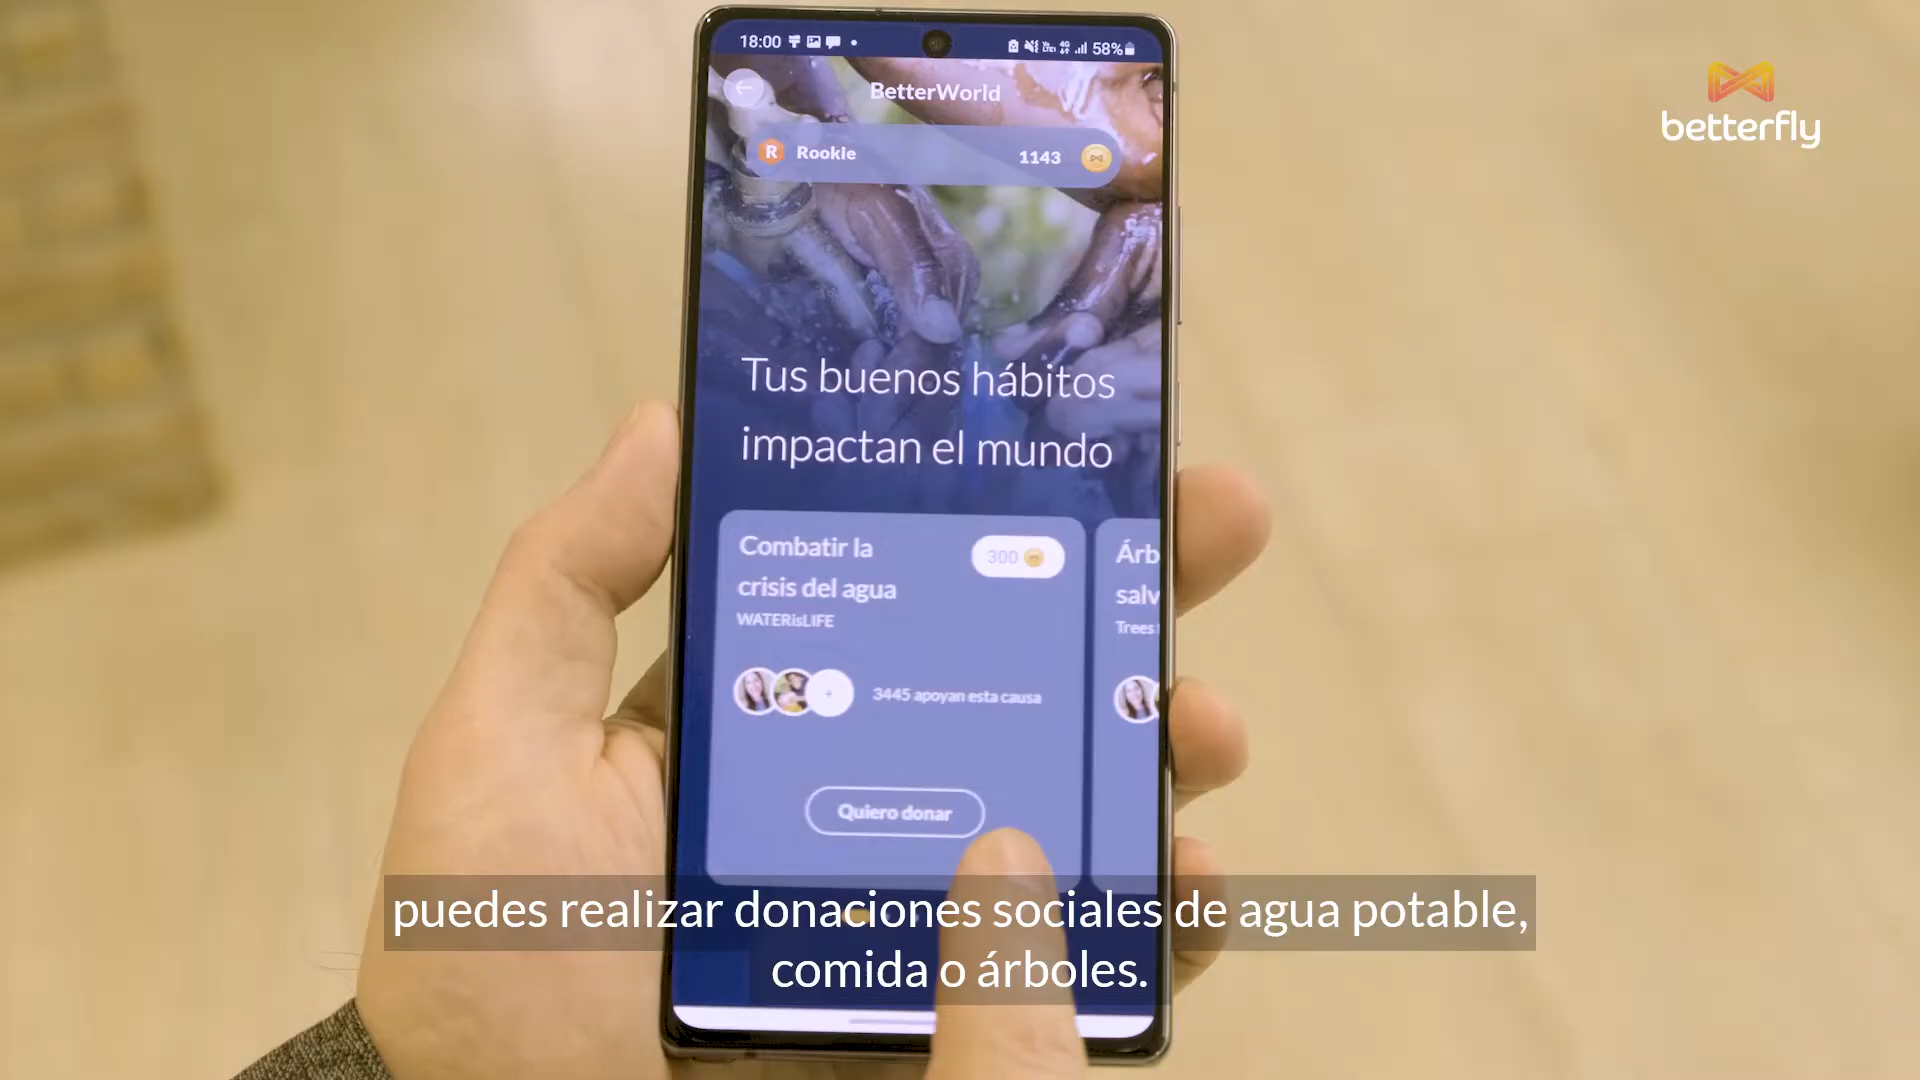 18:00
58%
BetterWorld
betterfly
R Rookie 1143
Tus buenos hábitos
impactan el mundo
Combatir la
crisis del agua
300
WATERisLIFE
3445 apoyan esta causa
Quiero donar
Árb
salv
Trees
puedes realizar donaciones sociales de agua potable,
comida o árboles.